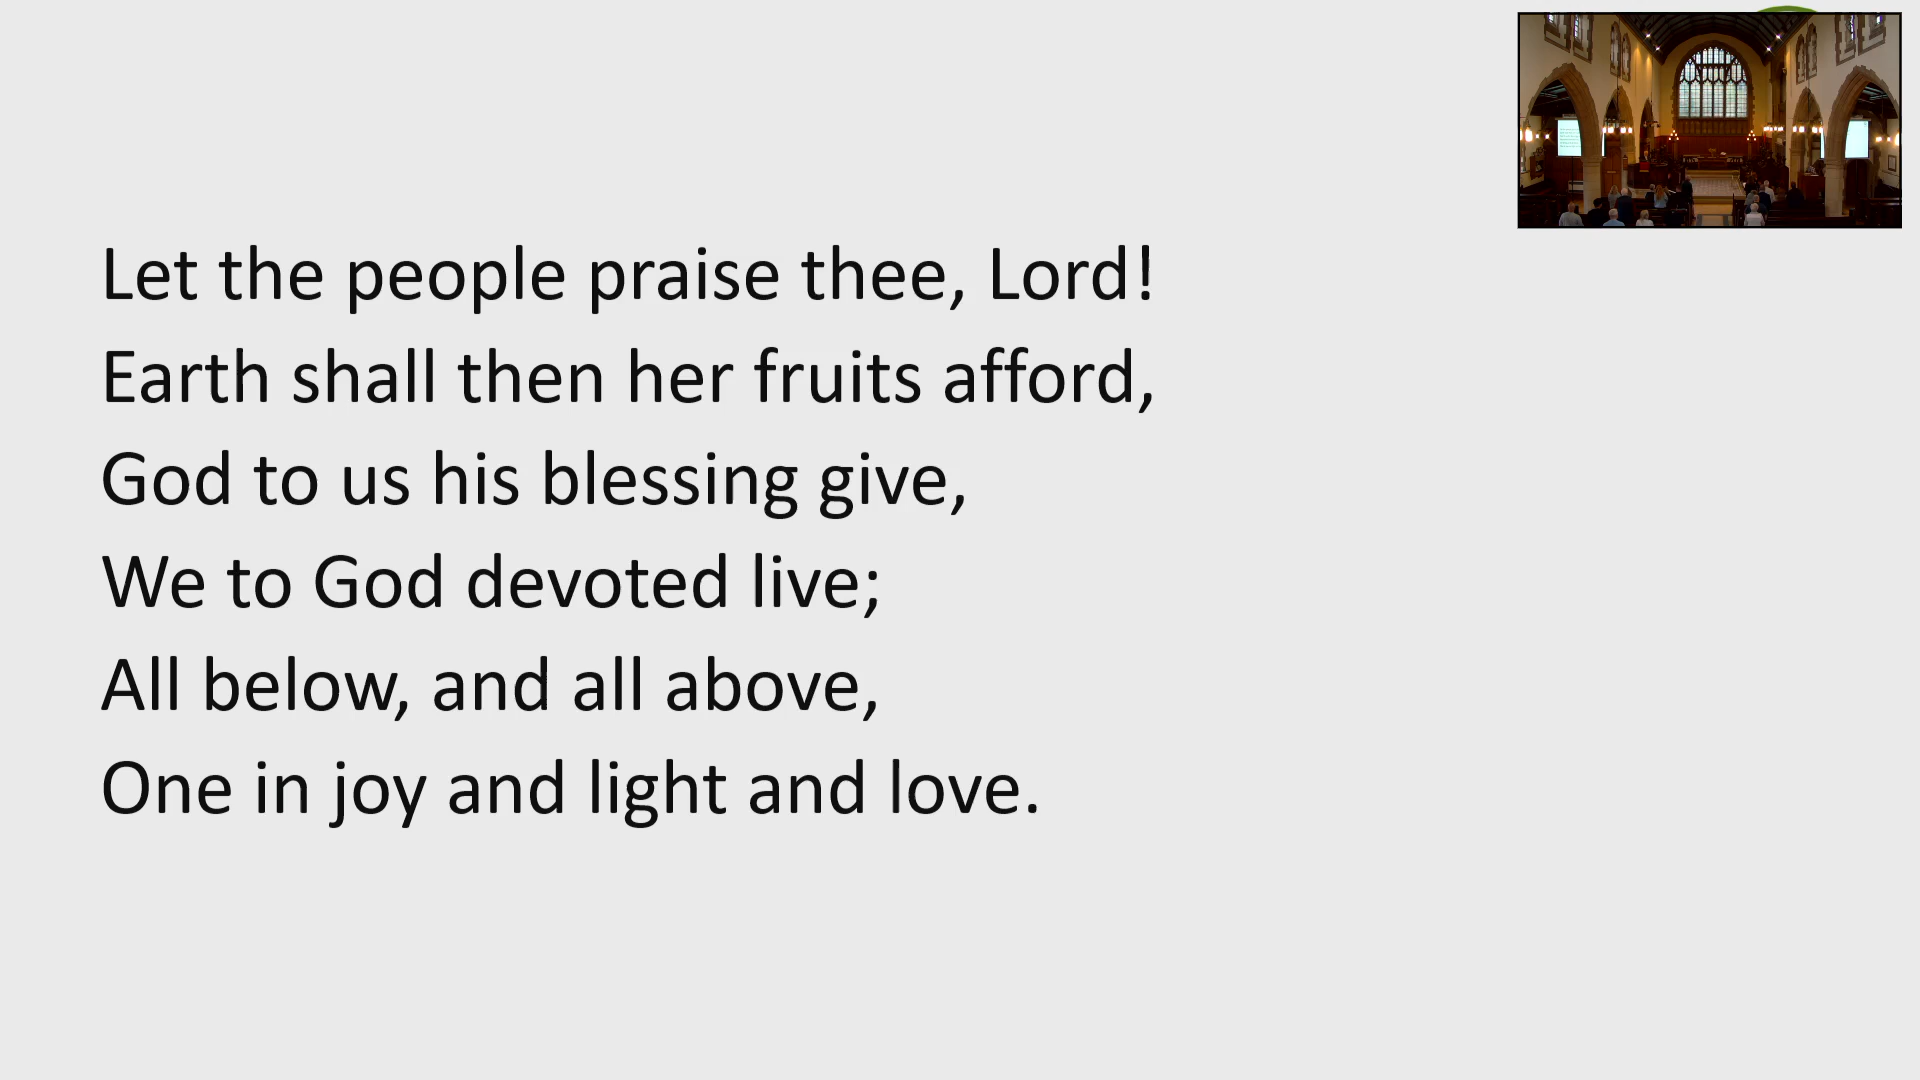 Let the people praise thee, Lord!
Earth shall then her fruits afford,
God to us his blessing give,
We to God devoted live;
All below, and all above,
One in joy and light and love.